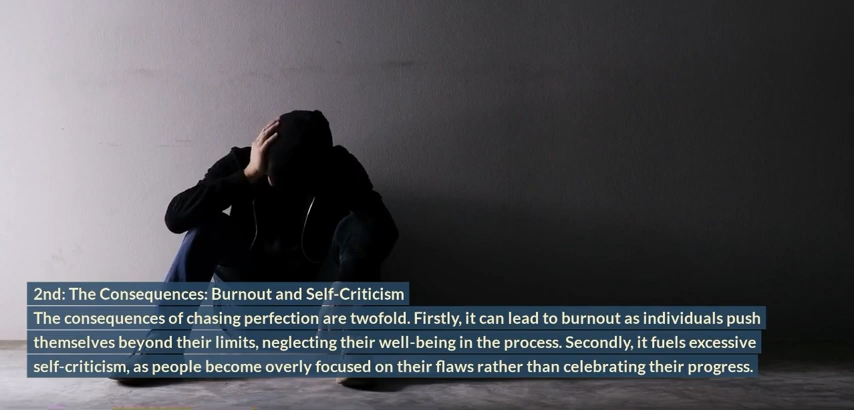 2nd: The Consequences: Burnout and Self-Criticism
The consequences of chasing perfection are twofold. Firstly, it can lead to burnout as individuals push
themselves beyond their limits, neglecting their well-being in the process. Secondly, it fuels excessive
self-criticism, as people become overly focused on their flaws rather than celebrating their progress.